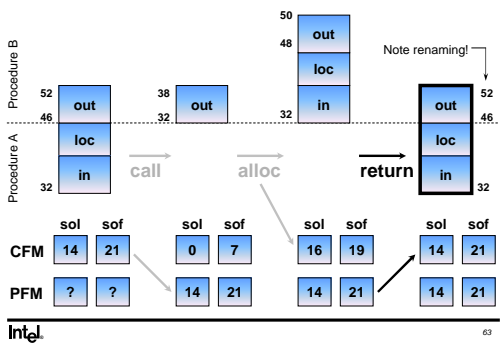 50
48
out
Note renaming!
Procedure B
52
out
38
out
loc
out
52
46
32
32
in
46
Procedure A
loc
call
alloc
return
loc
32
in
in
32
sol sof
sol sof
sol sof
sol sof
CFM 14 21
0 7
16 19
14 21
PFM ? ?
14 21
14 21
14 21
Intel®
63